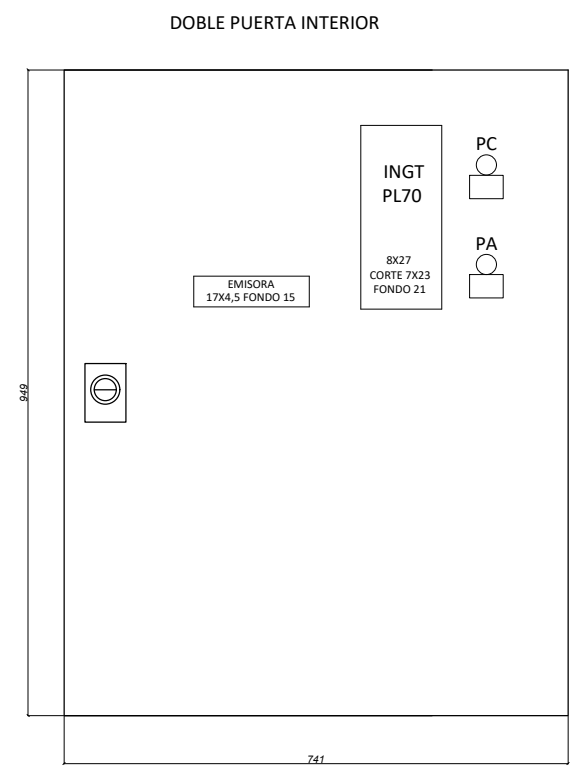 DOBLE PUERTA INTERIOR
PC
INGT
PL70
PA
8X27
CORTE 7X23
FONDO 21
EMISORA
17X4,5 FONDO 15
949
741